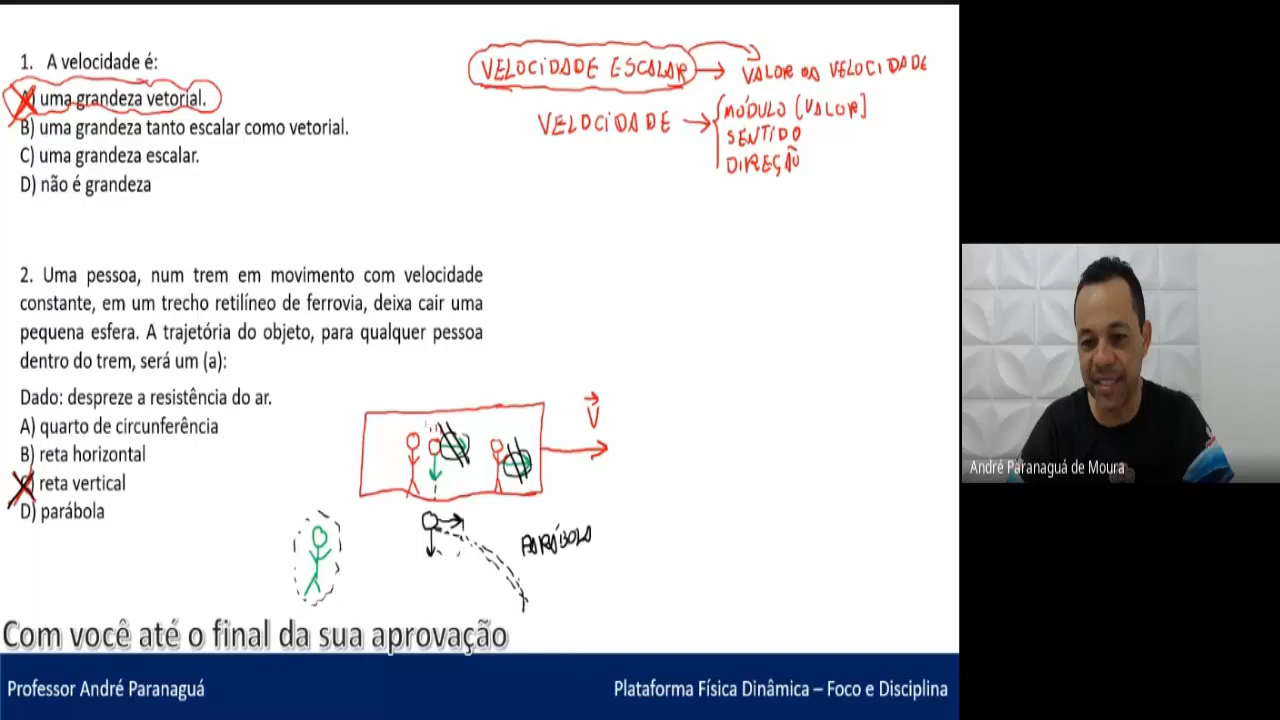 1. A velocidade é:
A) uma grandeza vetorial.
B) uma grandeza tanto escalar como vetorial.
C) uma grandeza escalar.
D) não é grandeza
VELOCIDADE ESCALAR → VALOR DA VELOCIDADE
VELOCIDADE → MÓDULO (VALOR)
SENTIDO
DIREÇÃO
2. Uma pessoa, num trem em movimento com velocidade
constante, em um trecho retilíneo de ferrovia, deixa cair uma
pequena esfera. A trajetória do objeto, para qualquer pessoa
dentro do trem, será um (a):
Dado: despreze a resistência do ar.
A) quarto de circunferência
B) reta horizontal
C) reta vertical
D) parábola
V
PARÁBOLA
Com você até o final da sua aprovação
Professor André Paranaguá
Plataforma Física Dinâmica – Foco e Disciplina
André Paranaguá de Moura